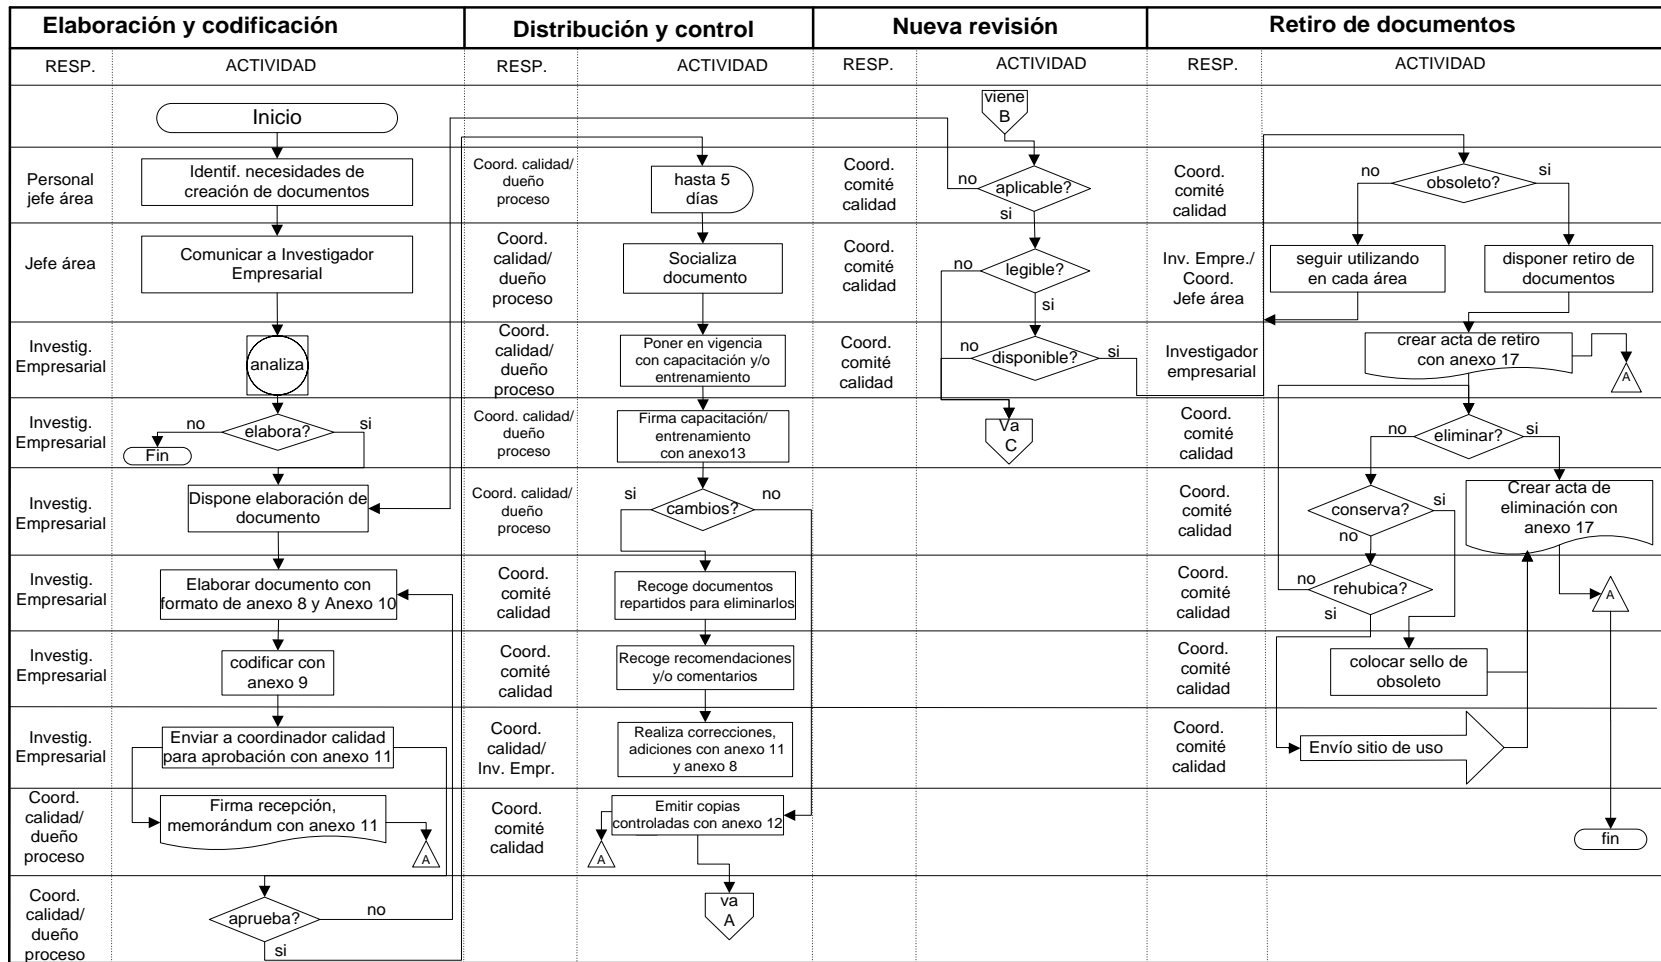 Elaboración y codificación
RESP.
ACTIVIDAD
Inicio
Personal
jefe área
Identif. necesidades de
creación de documentos
Jefe área
Comunicar a Investigador
Empresarial
Investig.
Empresarial
analiza
Investig.
Empresarial
no
elabora?
si
Fin
Investig.
Empresarial
Dispone elaboración de
documento
Investig.
Empresarial
Elaborar documento con
formato de anexo 8 y Anexo 10
Investig.
Empresarial
codificar con
anexo 9
Investig.
Empresarial
Enviar a coordinador calidad
para aprobación con anexo 11
Coord.
calidad/
dueño
proceso
Firma recepción,
memorándum con anexo 11
A
Coord.
calidad/
dueño
proceso
aprueba?
no
si
Distribución y control
RESP.
ACTIVIDAD
Coord. calidad/
dueño
proceso
hasta 5
días
Coord.
calidad/
dueño
proceso
Socializa
documento
Coord.
calidad/
dueño
proceso
Poner en vigencia
con capacitación y/o
entrenamiento
Coord. calidad/
dueño
proceso
Firma capacitación/
entrenamiento
con anexo13
Coord. calidad/
dueño
proceso
si
cambios?
no
Coord.
comité
calidad
Recoge documentos
repartidos para eliminarlos
Coord.
comité
calidad
Recoge recomendaciones
y/o comentarios
Coord.
calidad/
Inv. Empr.
Realiza correcciones,
adiciones con anexo 11
y anexo 8
Coord.
comité
calidad
Emitir copias
controladas con anexo 12
A
va
A
Nueva revisión
RESP.
ACTIVIDAD
viene
B
Coord.
comité
calidad
no
aplicable?
si
Coord.
comité
calidad
no
legible?
si
Coord.
comité
calidad
no
disponible?
si
Va
C
Retiro de documentos
RESP.
ACTIVIDAD
Coord.
comité
calidad
no
obsoleto?
si
Inv. Empre./
Coord.
Jefe área
seguir utilizando
en cada área
disponer retiro de
documentos
Investigador
empresarial
crear acta de retiro
con anexo 17
A
Coord.
comité
calidad
no
eliminar?
si
Coord.
comité
calidad
conserva?
si
no
Crear acta de
eliminación con
anexo 17
Coord.
comité
calidad
no
rehubica?
si
A
Coord.
comité
calidad
colocar sello de
obsoleto
Coord.
comité
calidad
Envío sitio de uso
fin